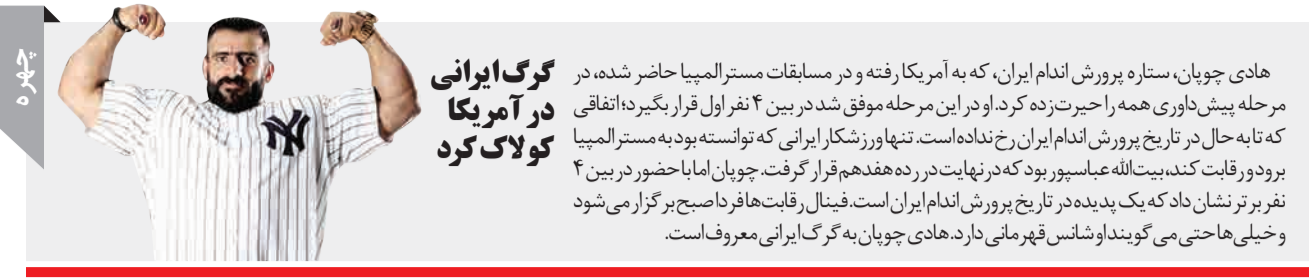 چهره
گرگ ایرانی
در آمریکا
کولاک کرد
هادی چوپان، ستاره پرورش اندام ایران، که به آمریکا رفته و در مسابقات مسترالمپیا حاضر شده، در
مرحله پیش‌داوری همه را حیرت‌زده کرد. او در این مرحله موفق شد در بین ۴ نفر اول قرار بگیرد؛ اتفاقی
که تا به حال در تاریخ پرورش اندام ایران رخ نداده است. تنها ورزشکار ایرانی که توانسته بود به مسترالمپیا
برود و رقابت کند، بیت‌الله عباسپور بود که در نهایت در رده هفدهم قرار گرفت. چوپان اما با حضور در بین ۴
نفر برتر نشان داد که یک پدیده در تاریخ پرورش اندام ایران است. فینال رقابت‌ها فردا صبح برگزار می‌شود
و خیلی‌ها حتی می‌گویند او شانس قهرمانی دارد. هادی چوپان به گرگ ایرانی معروف است.
NY